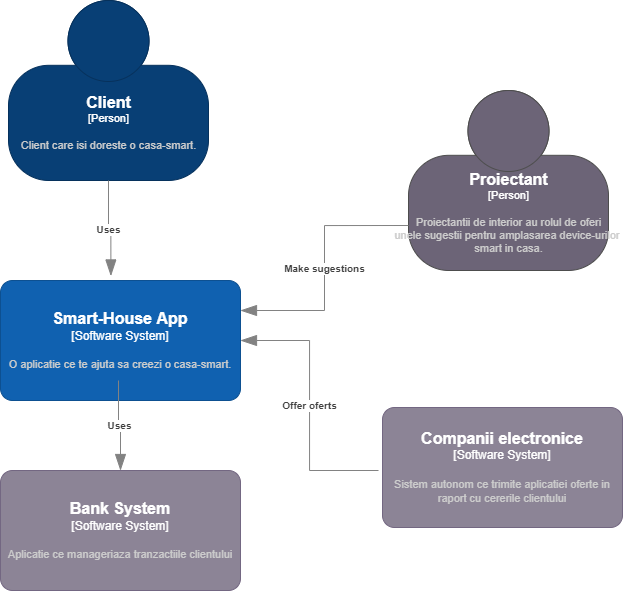 Client
[Person]
Client care isi doreste o casa-smart.
Uses
Proiectant
[Person]
Proiectantii de interior au rolul de oferi
unele sugestii pentru amplasarea device-urilor
smart in casa.
Make sugestions
Smart-House App
[Software System]
O aplicatie ce te ajuta sa creezi o casa-smart.
Offer oferts
Uses
Companii electronice
[Software System]
Sistem autonom ce trimite aplicatiei oferte in
raport cu cererile clientului
Bank System
[Software System]
Aplicatie ce manageriaza tranzactiile clientului